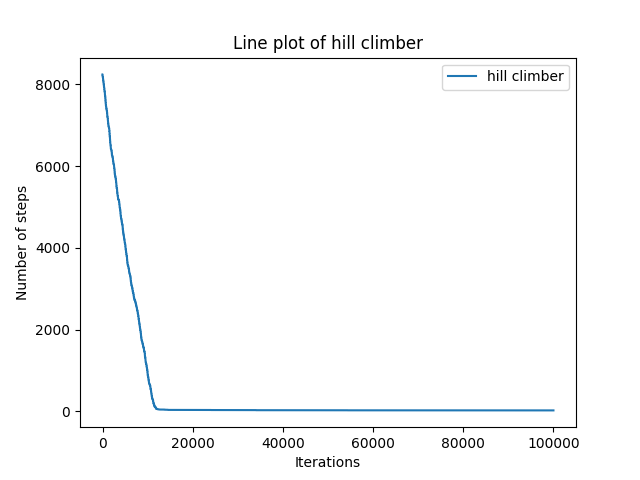 Line plot of hill climber
hill climber
8000
6000
4000
2000
0
Number of steps
0 20000 40000 60000 80000 100000
Iterations